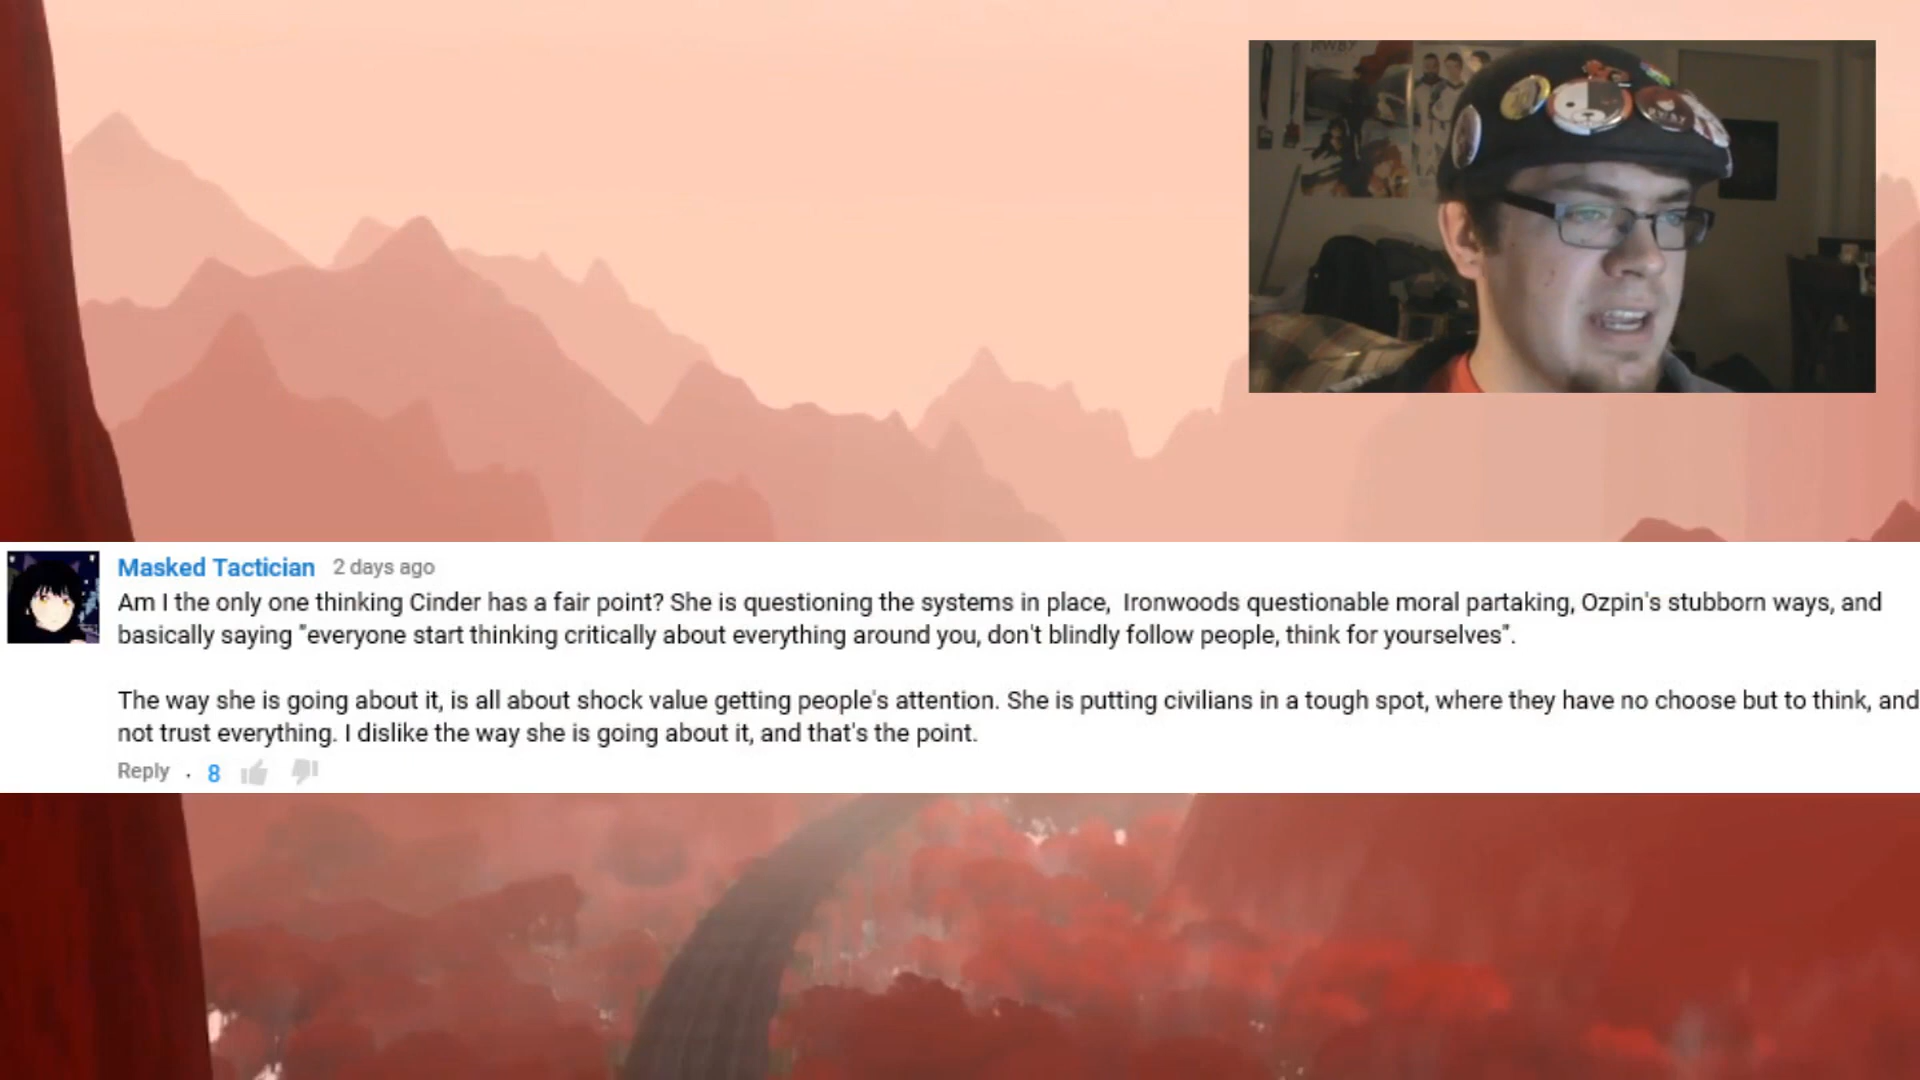 RWBY
RWBY
Masked Tactician 2 days ago
Am I the only one thinking Cinder has a fair point? She is questioning the systems in place,  Ironwoods questionable moral partaking, Ozpin's stubborn ways, and
basically saying "everyone start thinking critically about everything around you, don't blindly follow people, think for yourselves".
The way she is going about it, is all about shock value getting people's attention. She is putting civilians in a tough spot, where they have no choose but to think, and
not trust everything. I dislike the way she is going about it, and that's the point.
Reply . 8